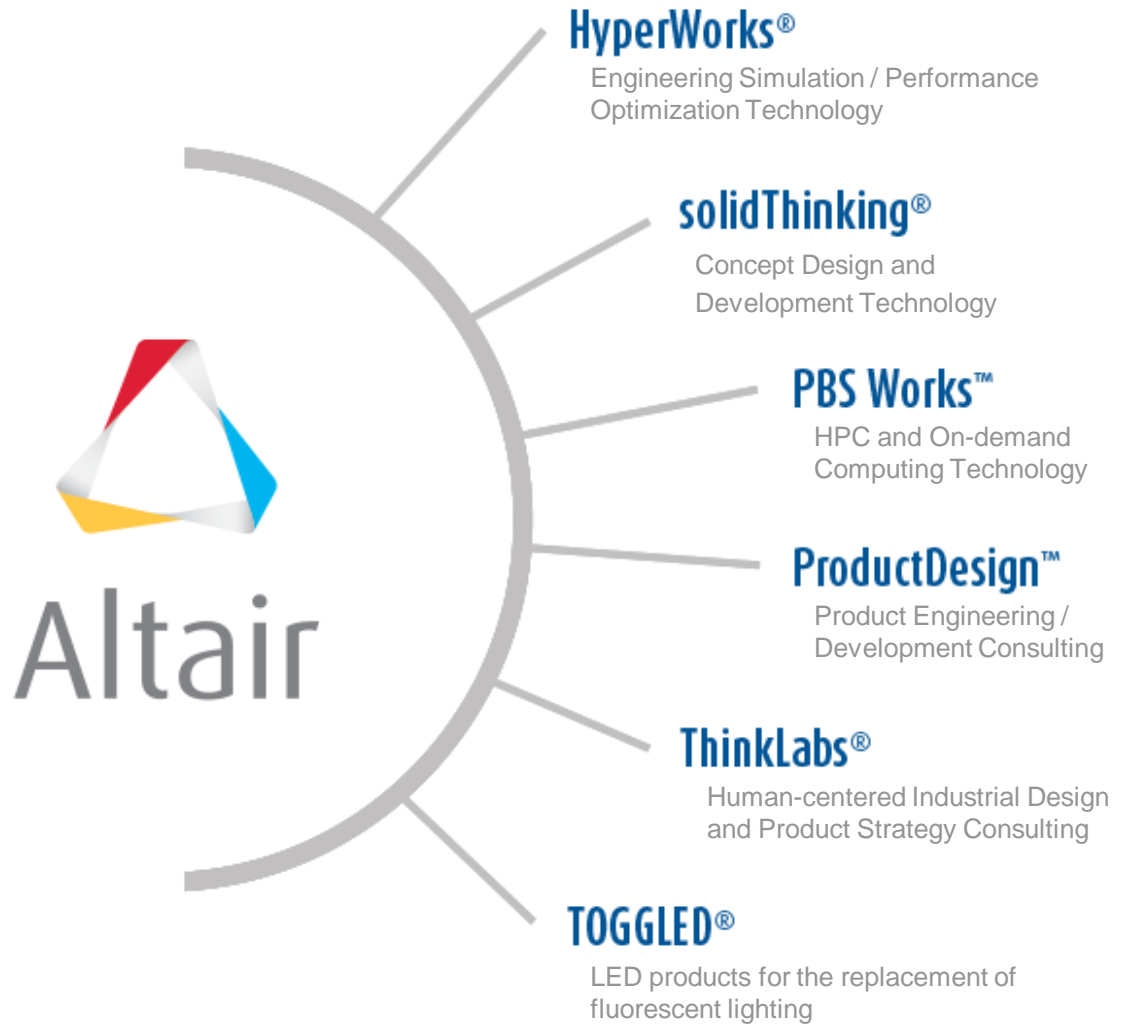 HyperWorks®
Engineering Simulation / Performance
Optimization Technology
solidThinking®
Concept Design and
Development Technology
PBS Works™
HPC and On-demand
Computing Technology
Altair
ProductDesign™
Product Engineering /
Development Consulting
ThinkLabs®
Human-centered Industrial Design
and Product Strategy Consulting
TOGGLED®
LED products for the replacement of
fluorescent lighting